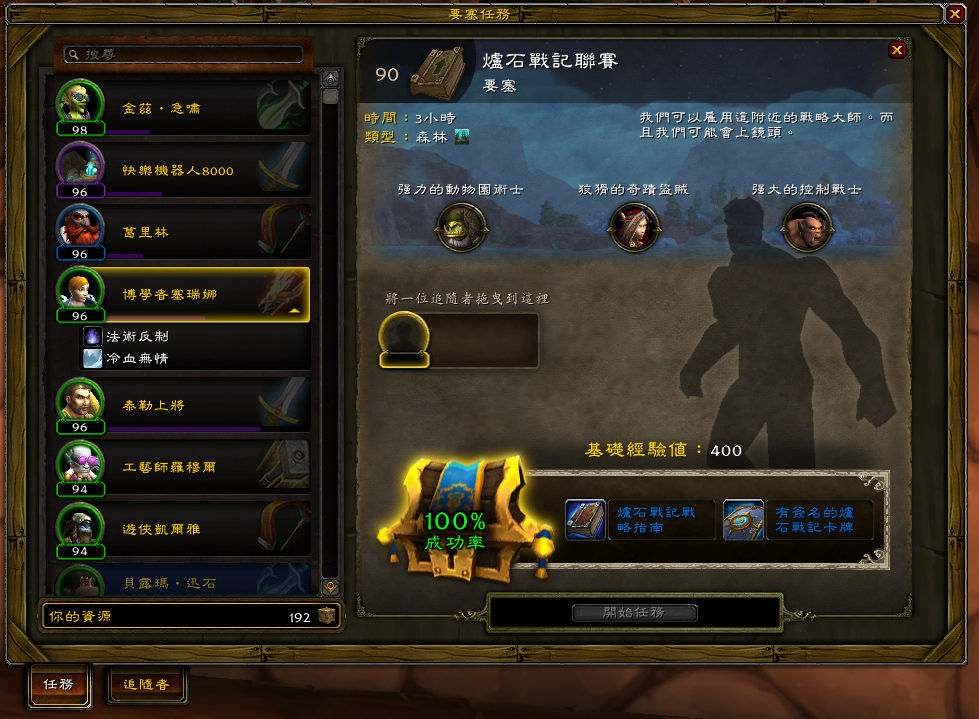 要塞任務
搜尋
98
金茲·急嘯
96
快樂機器人8000
96
葛里林
96
博學者塞瑞娜
法術反制
冷血無情
96
泰勒上將
94
工藝師羅穆爾
94
遊俠凱爾雅
貝露瑪·迅石
你的資源
192
任務
追隨者
90
爐石戰記聯賽
要塞
時間：3小時
類型：森林
我們可以雇用這附近的戰略大師。而
且我們可能會上鏡頭。
強力的動物園術士
狡猾的奇蹟盜賊
強大的控制戰士
將一位追隨者拖曳到這裡
基礎經驗值：400
100%
成功率
爐石戰記戰
略指南
有簽名的爐
石戰記卡牌
開始任務